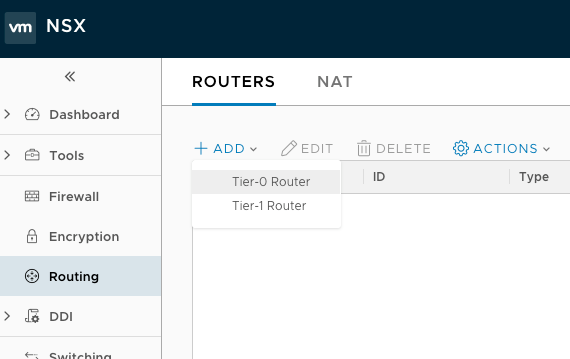 vm NSX
ROUTERS NAT
Dashboard
Tools
Firewall
Encryption
Routing
DDI
Switching
ADD EDIT DELETE ACTIONS
ID Type
Tier-0 Router
Tier-1 Router